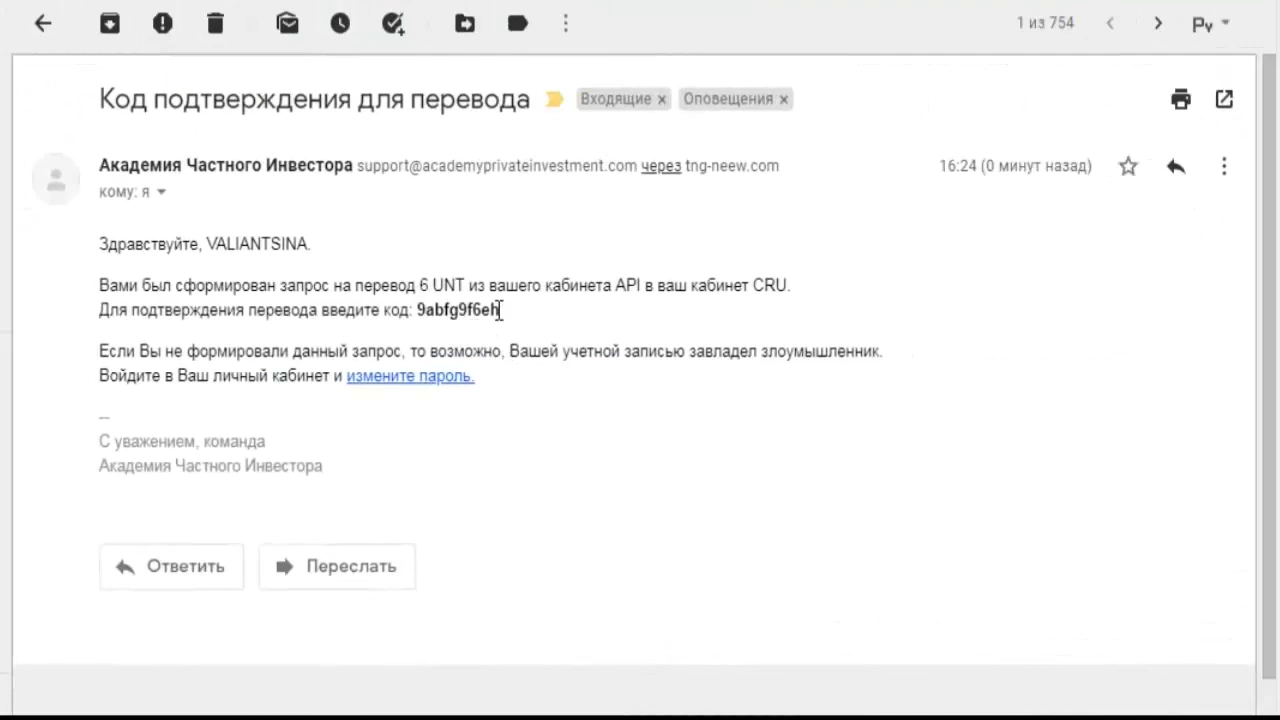 1 из 754
Ру
Код подтверждения для перевода Входящие × Оповещения ×
Академия Частного Инвестора support@academyprivateinvestment.com через tng-neew.com 16:24 (0 минут назад)
кому: я
Здравствуйте, VALIANTSINA.
Вами был сформирован запрос на перевод 6 UNT из вашего кабинета API в ваш кабинет CRU.
Для подтверждения перевода введите код: 9abfg9f6eh
Если Вы не формировали данный запрос, то возможно, Вашей учетной записью завладел злоумышленник.
Войдите в Ваш личный кабинет и измените пароль.
--
С уважением, команда
Академия Частного Инвестора
Ответить Переслать